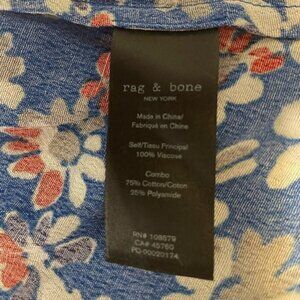 rag & bone
NEW YORK
Made in China/
Fabriqué en Chine
Self/Tissu Principal
100% Viscose
Combo
75% Cotton/Coton
25% Polyamide
RN# 108879
CA# 45760
PO-00020174